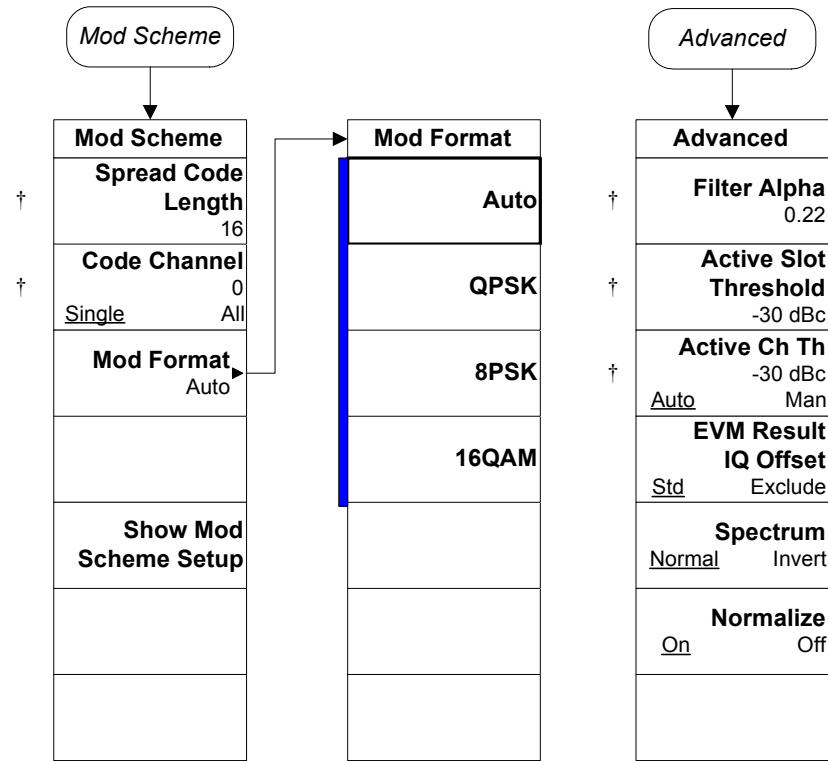 Mod Scheme
Mod Scheme
† Spread Code
Length
16
† Code Channel
0
Single All
Mod Format
Auto
Show Mod
Scheme Setup
Mod Format
Auto
QPSK
8PSK
16QAM
Advanced
Advanced
† Filter Alpha
0.22
† Active Slot
Threshold
-30 dBc
† Active Ch Th
-30 dBc
Auto Man
EVM Result
IQ Offset
Std Exclude
Spectrum
Normal Invert
Normalize
On Off